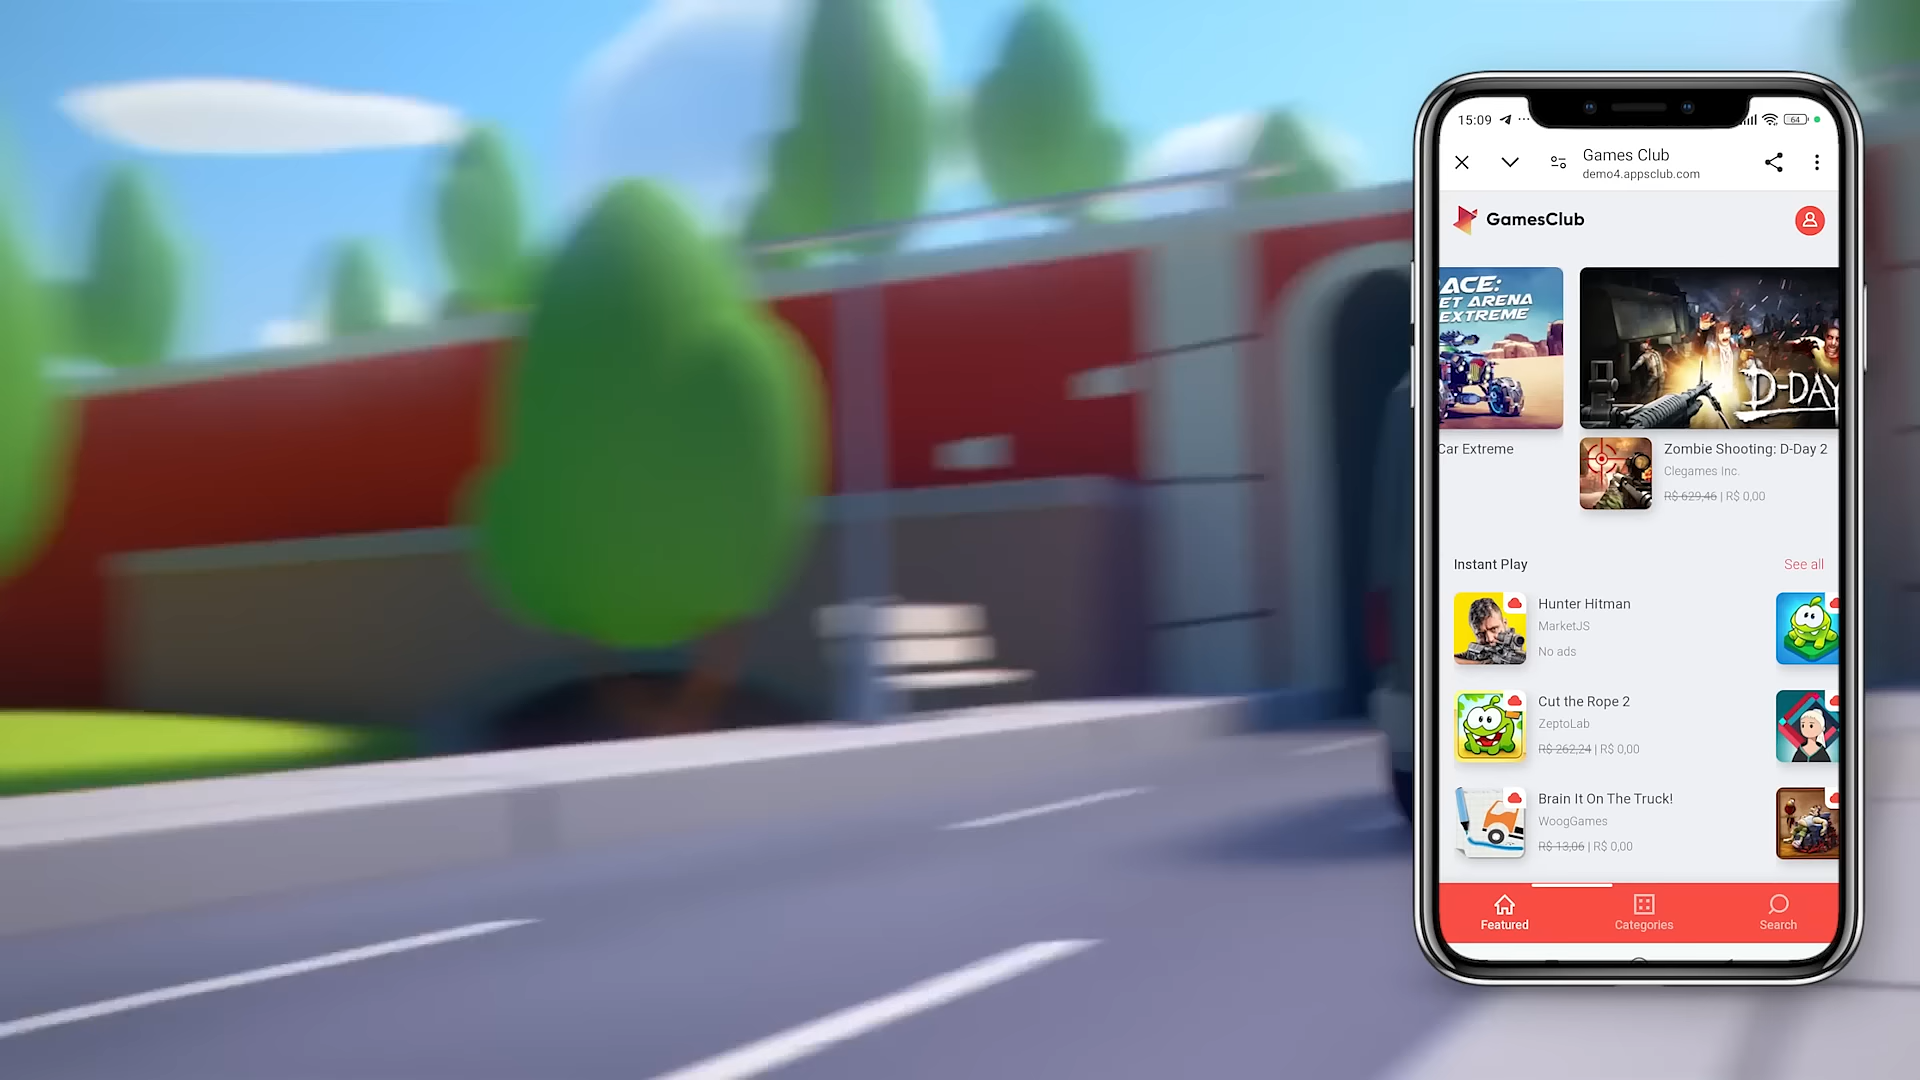 15:09
64
Games Club
demo4.appsclub.com
GamesClub
ACE:
ET ARENA
EXTREME
D-DAY
Car Extreme
Zombie Shooting: D-Day 2
Clegames Inc.
R$ 629,46 | R$ 0,00
Instant Play
See all
Hunter Hitman
MarketJS
No ads
Cut the Rope 2
ZeptoLab
R$ 262,24 | R$ 0,00
Brain It On The Truck!
WoogGames
R$ 13,06 | R$ 0,00
Featured
Categories
Search